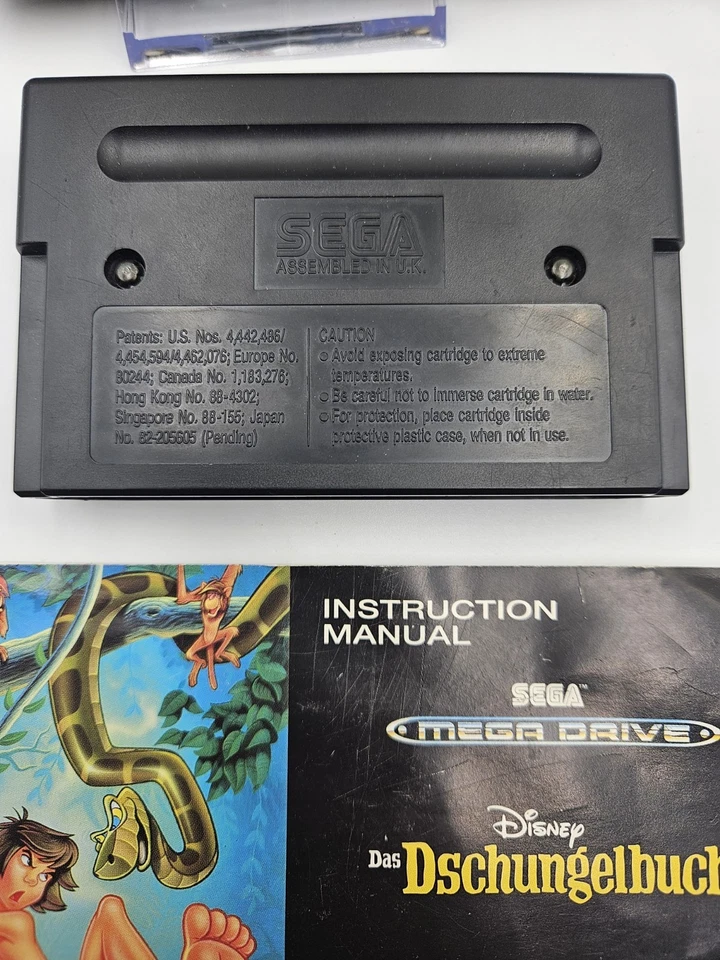 SEGA
ASSEMBLED IN U.K.
Patents: U.S. Nos. 4,442,486/
4,454,594/4,462,076; Europe No.
80244; Canada No. 1,183,276;
Hong Kong No. 88-4302;
Singapore No. 88-155; Japan
No. 82-205605 (Pending)
CAUTION
○ Avoid exposing cartridge to extreme
temperatures.
○ Be careful not to immerse cartridge in water.
○ For protection, place cartridge inside
protective plastic case, when not in use.
INSTRUCTION
MANUAL
SEGA™
MEGA DRIVE
Disney
Das Dschungelbuch